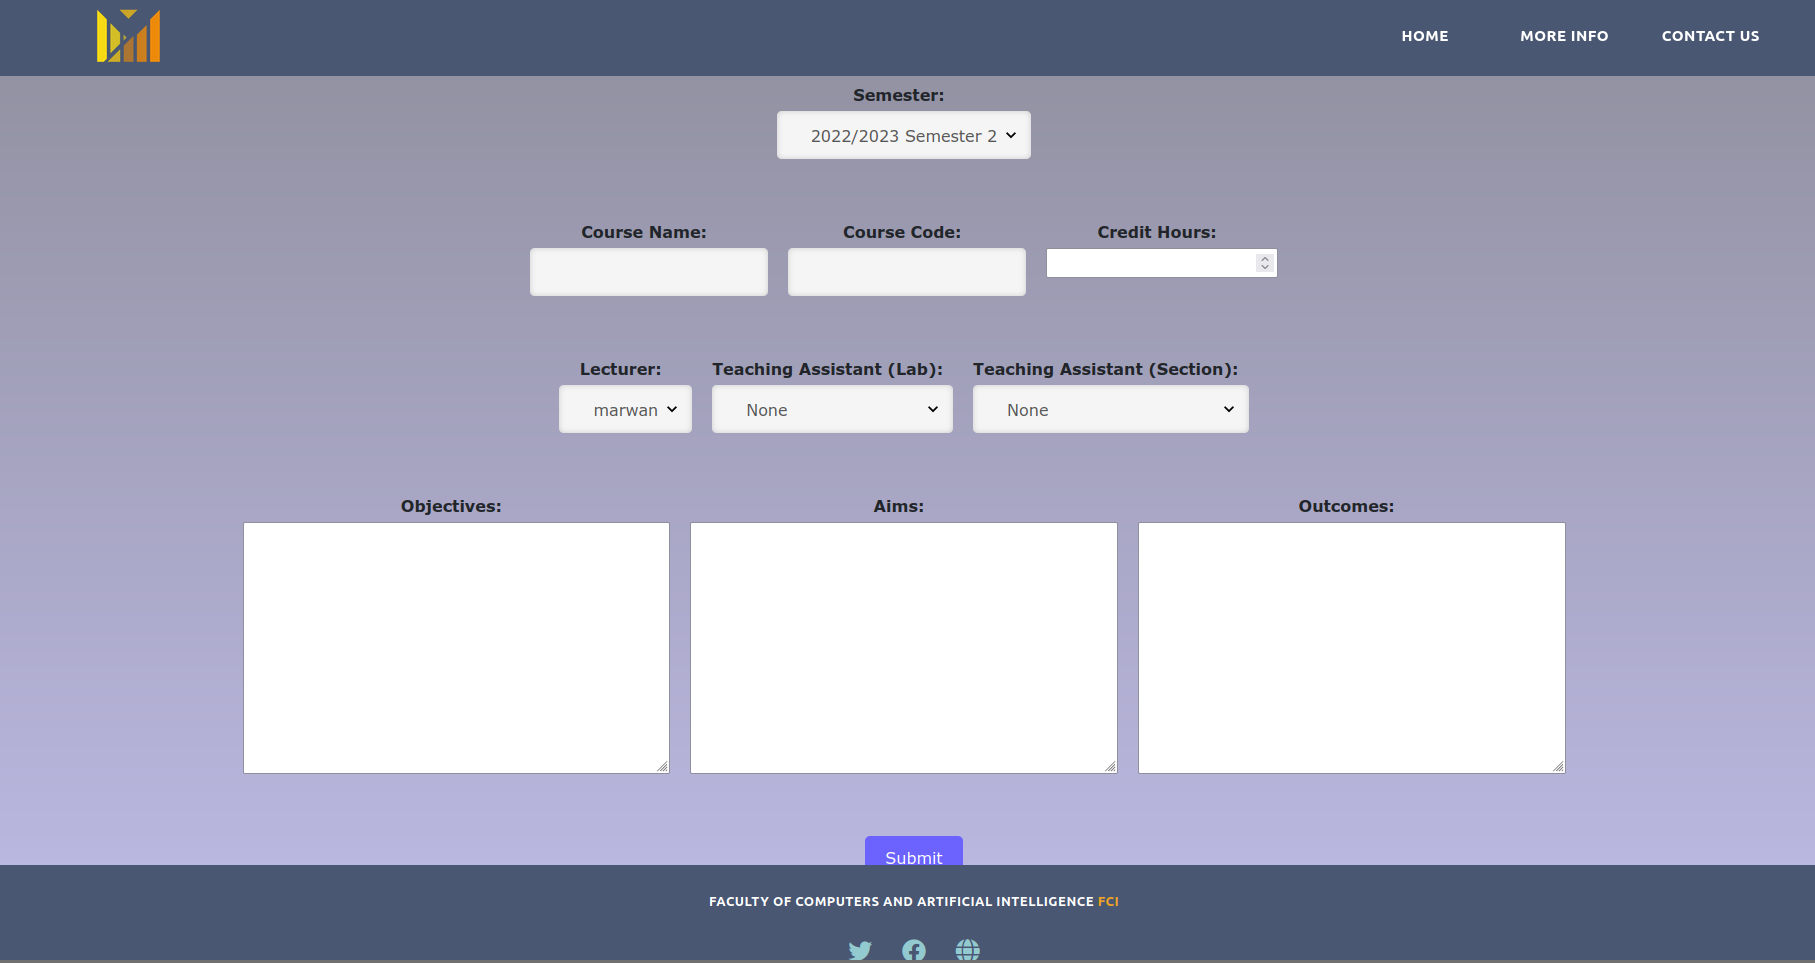 HOME MORE INFO CONTACT US
Semester:
2022/2023 Semester 2
Course Name: Course Code: Credit Hours:
Lecturer: Teaching Assistant (Lab): Teaching Assistant (Section):
marwan None None
Objectives: Aims: Outcomes:
Submit
FACULTY OF COMPUTERS AND ARTIFICIAL INTELLIGENCE FCI